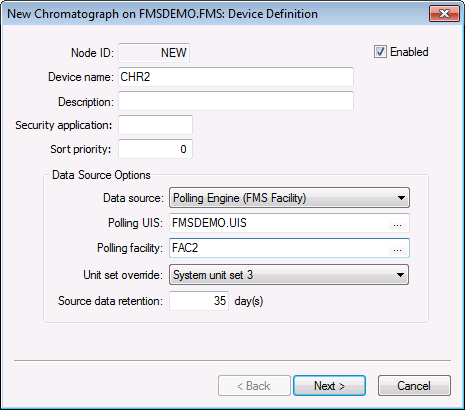 New Chromatograph on FMSDEMO.FMS: Device Definition
Node ID: NEW Enabled
Device name: CHR2
Description:
Security application:
Sort priority: 0
Data Source Options
Data source: Polling Engine (FMS Facility)
Polling UIS: FMSDEMO.UIS ...
Polling facility: FAC2 ...
Unit set override: System unit set 3
Source data retention: 35 day(s)
< Back Next > Cancel